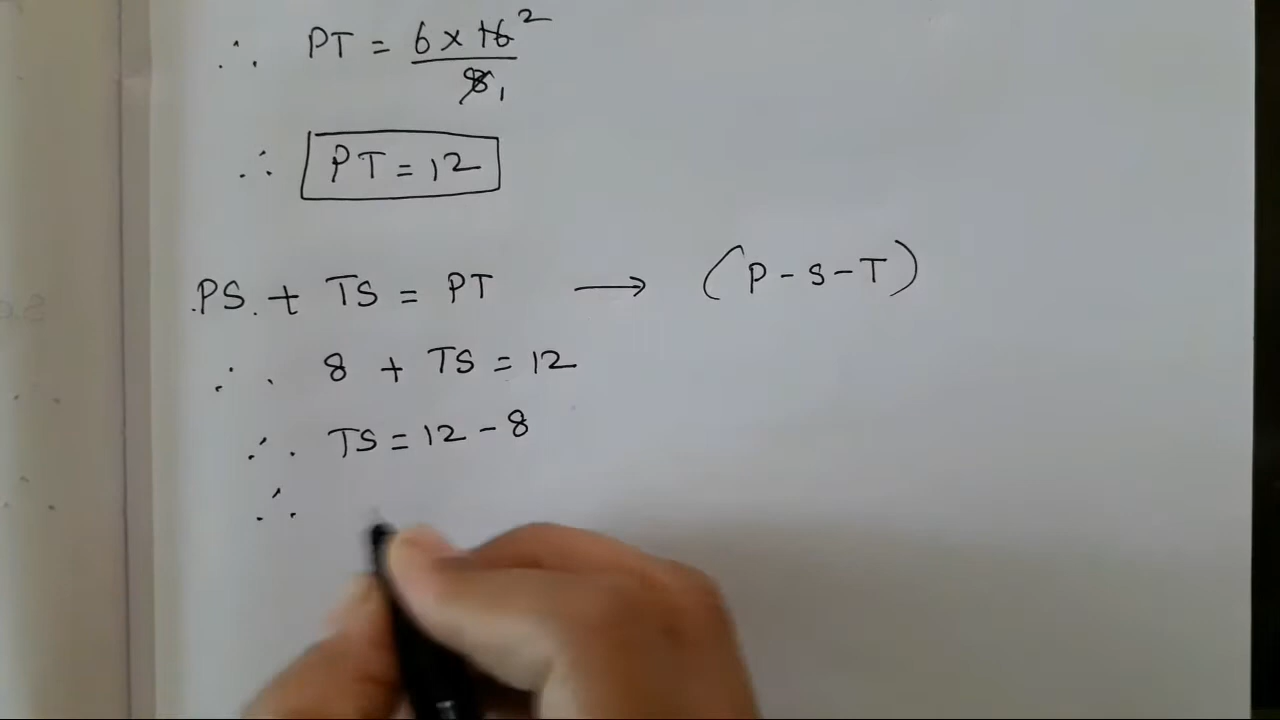 ∴ PT = 6 × 16 2 / 8 1
∴ PT = 12
PS + TS = PT → (P - S - T)
∴ 8 + TS = 12
∴ TS = 12 - 8
∴